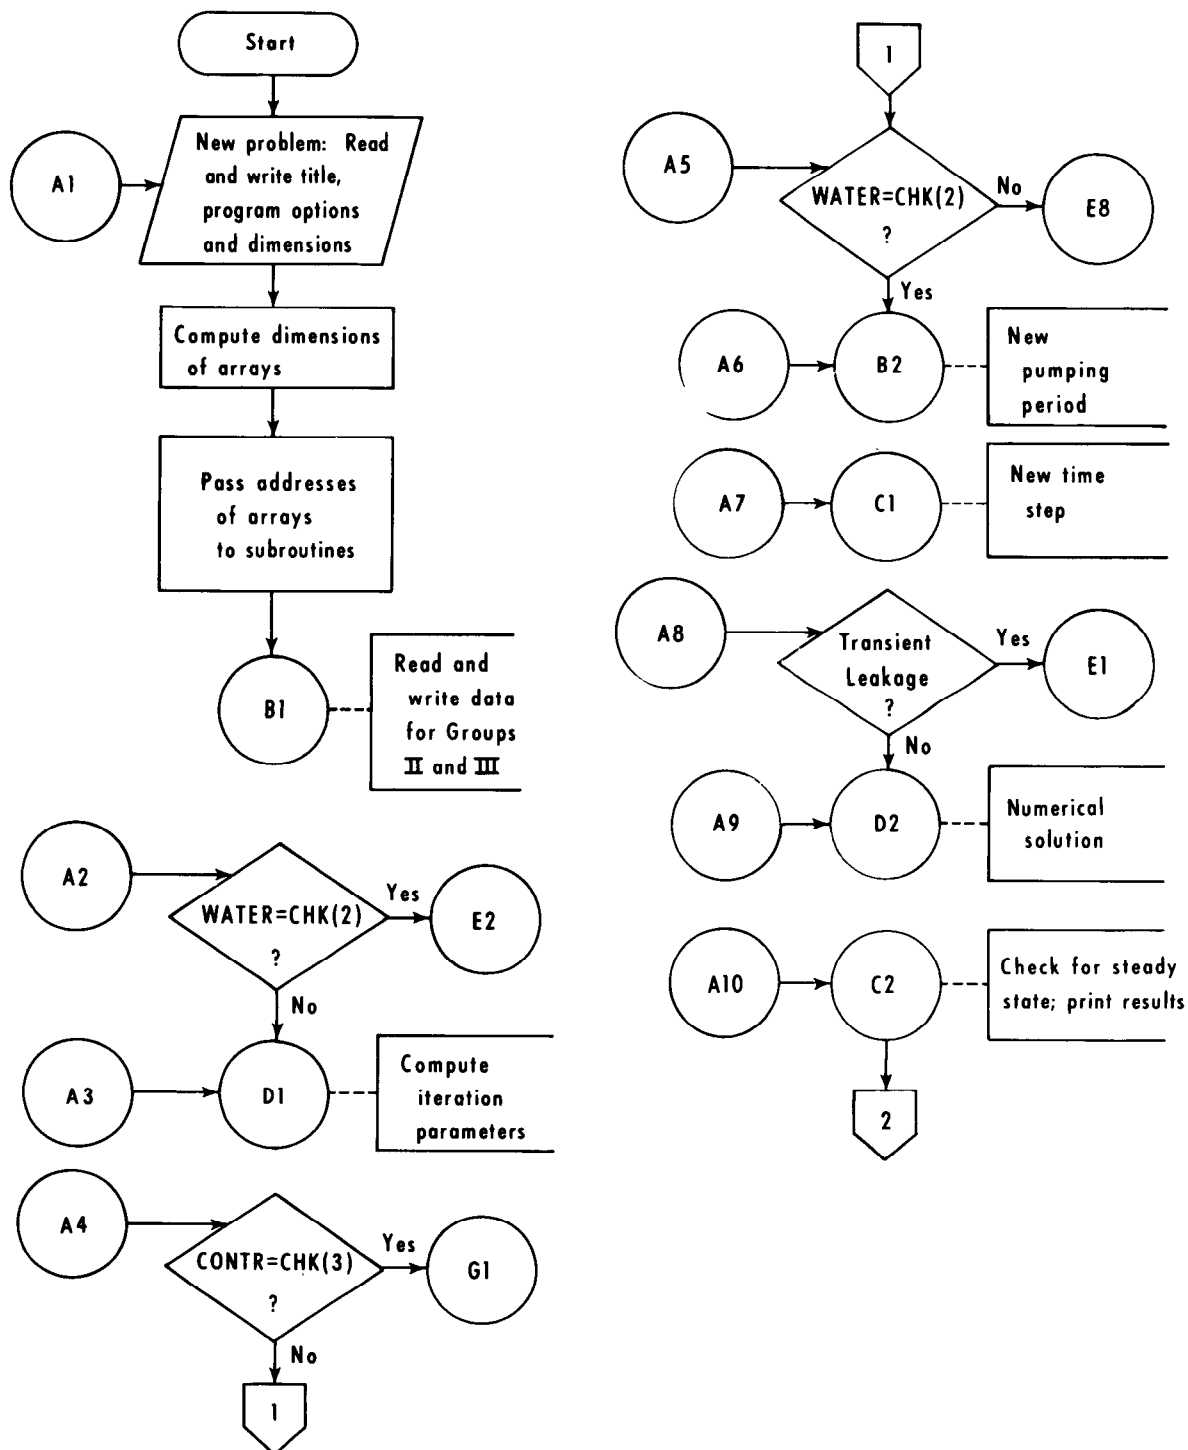 Start
A1
New problem: Read
and write title,
program options
and dimensions
Compute dimensions
of arrays
Pass addresses
of arrays
to subroutines
B1
Read and
write data
for Groups
II and III
A2
WATER=CHK(2)
?
Yes
E2
No
A3
D1
Compute
iteration
parameters
A4
CONTR=CHK(3)
?
Yes
G1
No
1
1
A5
WATER=CHK(2)
?
No
E8
Yes
A6
B2
New
pumping
period
A7
C1
New time
step
A8
Transient
Leakage
?
Yes
E1
No
A9
D2
Numerical
solution
A10
C2
Check for steady
state; print results
2